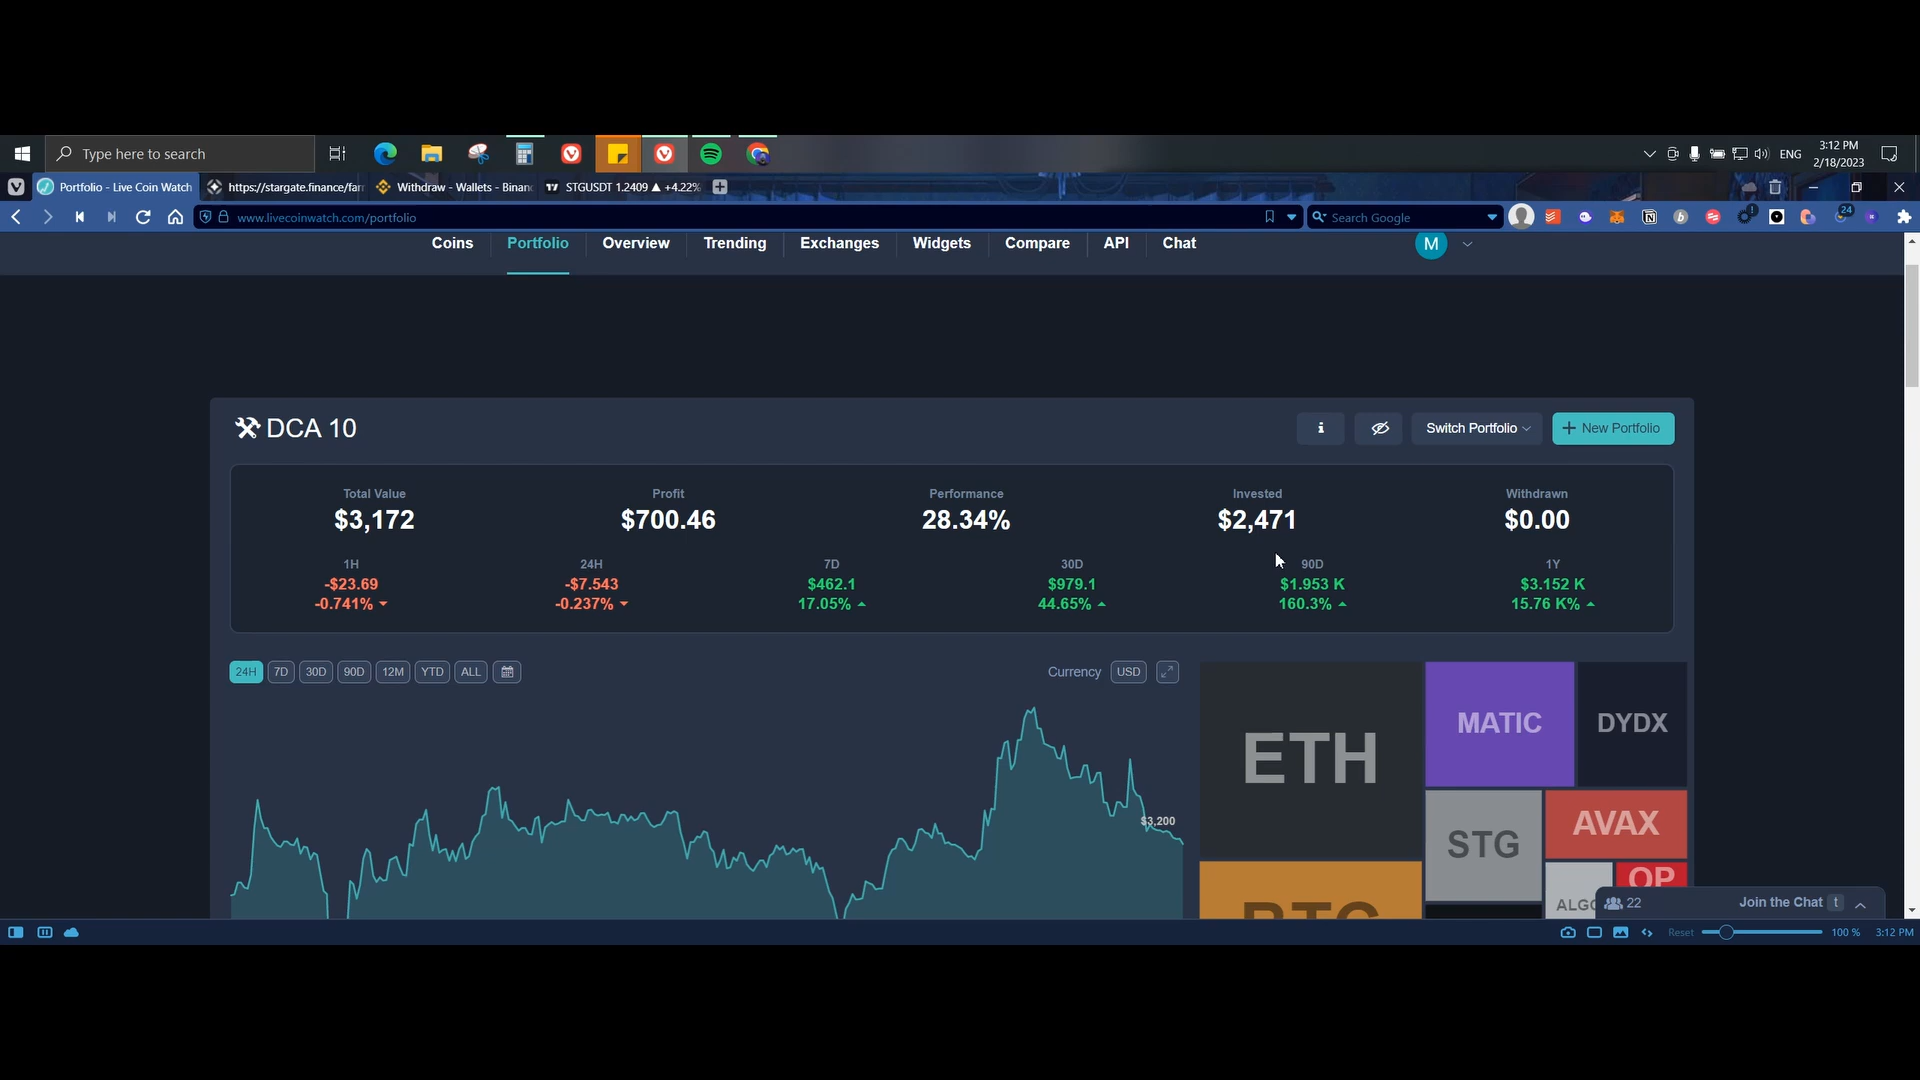 Type here to search
ENG
3:12 PM
2/18/2023
Portfolio - Live Coin Watch
https://stargate.finance/farr
Withdraw - Wallets - Binanc
STGUSDT 1.2409 ▲ +4.22%
www.livecoinwatch.com/portfolio
Search Google
24
Coins
Portfolio
Overview
Trending
Exchanges
Widgets
Compare
API
Chat
M
DCA 10
i
Switch Portfolio
+ New Portfolio
Total Value
Profit
Performance
Invested
Withdrawn
$3,172
$700.46
28.34%
$2,471
$0.00
1H
24H
7D
30D
90D
1Y
-$23.69
-$7.543
$462.1
$979.1
$1.953 K
$3.152 K
-0.741%
-0.237%
17.05%
44.65%
160.3%
15.76 K%
24H
7D
30D
90D
12M
YTD
ALL
Currency
USD
$3,200
ETH
MATIC
DYDX
STG
AVAX
BTC
ALGO
OP
22
Join the Chat
t
Reset
100 %
3:12 PM